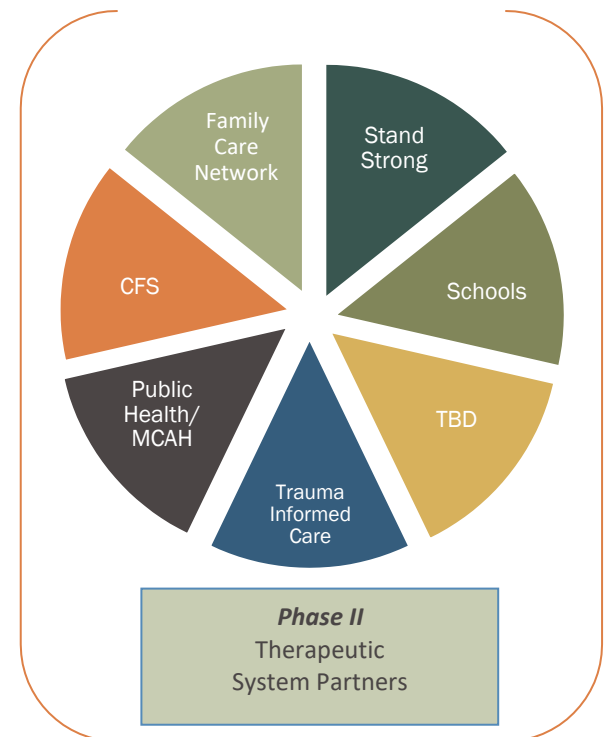 Family
Care
Network
Stand
Strong
CFS
Schools
Public
Health/
MCAH
TBD
Trauma
Informed
Care
Phase II
Therapeutic
System Partners